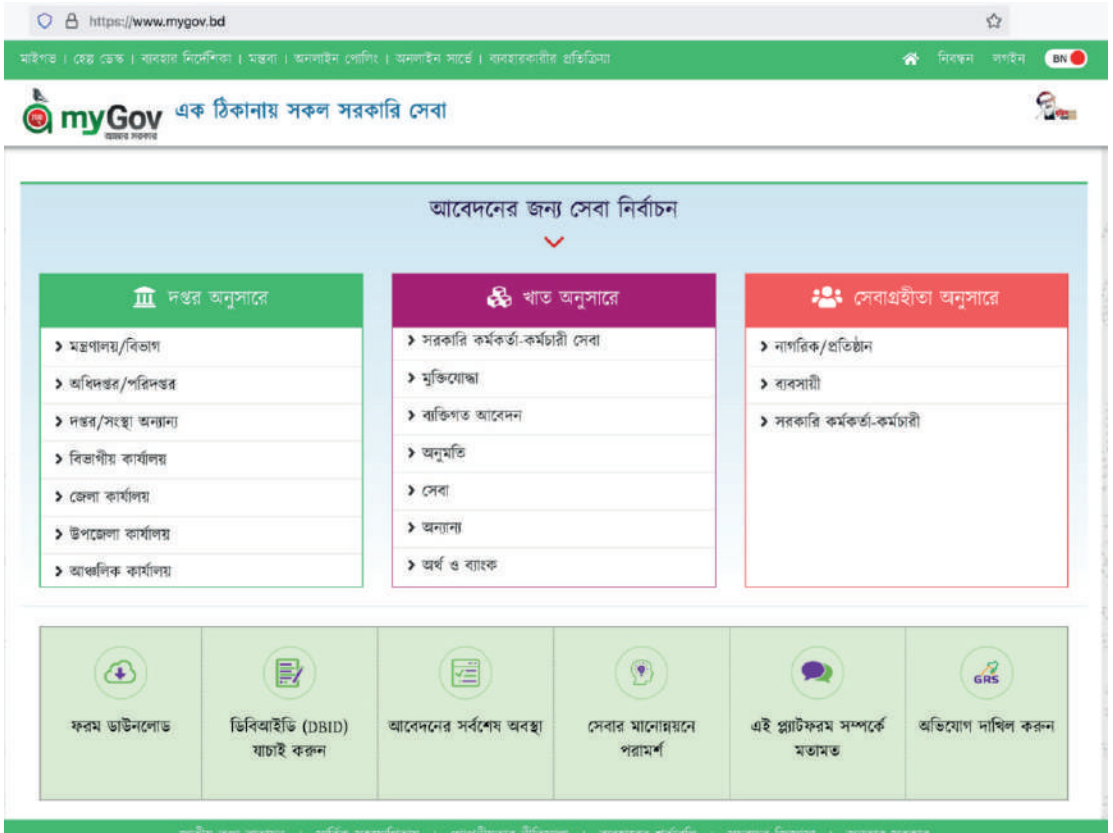 https://www.mygov.bd
মাইগভ | হেল্প ডেস্ক | ব্যবহার নির্দেশিকা | মন্তব্য | অনলাইন পোলিং | অনলাইন সার্ভে | ব্যবহারকারীর প্রতিক্রিয়া
নিবন্ধন লগইন BN
myGov এক ঠিকানায় সকল সরকারি সেবা
আমার সরকার
আবেদনের জন্য সেবা নির্বাচন
দপ্তর অনুসারে
মন্ত্রণালয়/বিভাগ
অধিদপ্তর/পরিদপ্তর
দপ্তর/সংস্থা অন্যান্য
বিভাগীয় কার্যালয়
জেলা কার্যালয়
উপজেলা কার্যালয়
আঞ্চলিক কার্যালয়
খাত অনুসারে
সরকারি কর্মকর্তা-কর্মচারী সেবা
মুক্তিযোদ্ধা
ব্যক্তিগত আবেদন
অনুমতি
সেবা
অন্যান্য
অর্থ ও ব্যাংক
সেবাগ্রহীতা অনুসারে
নাগরিক/প্রতিষ্ঠান
ব্যবসায়ী
সরকারি কর্মকর্তা-কর্মচারী
ফরম ডাউনলোড
ডিবিআইডি (DBID)
যাচাই করুন
আবেদনের সর্বশেষ অবস্থা
সেবার মানোন্নয়নে
পরামর্শ
এই প্ল্যাটফরম সম্পর্কে
মতামত
GRS
অভিযোগ দাখিল করুন